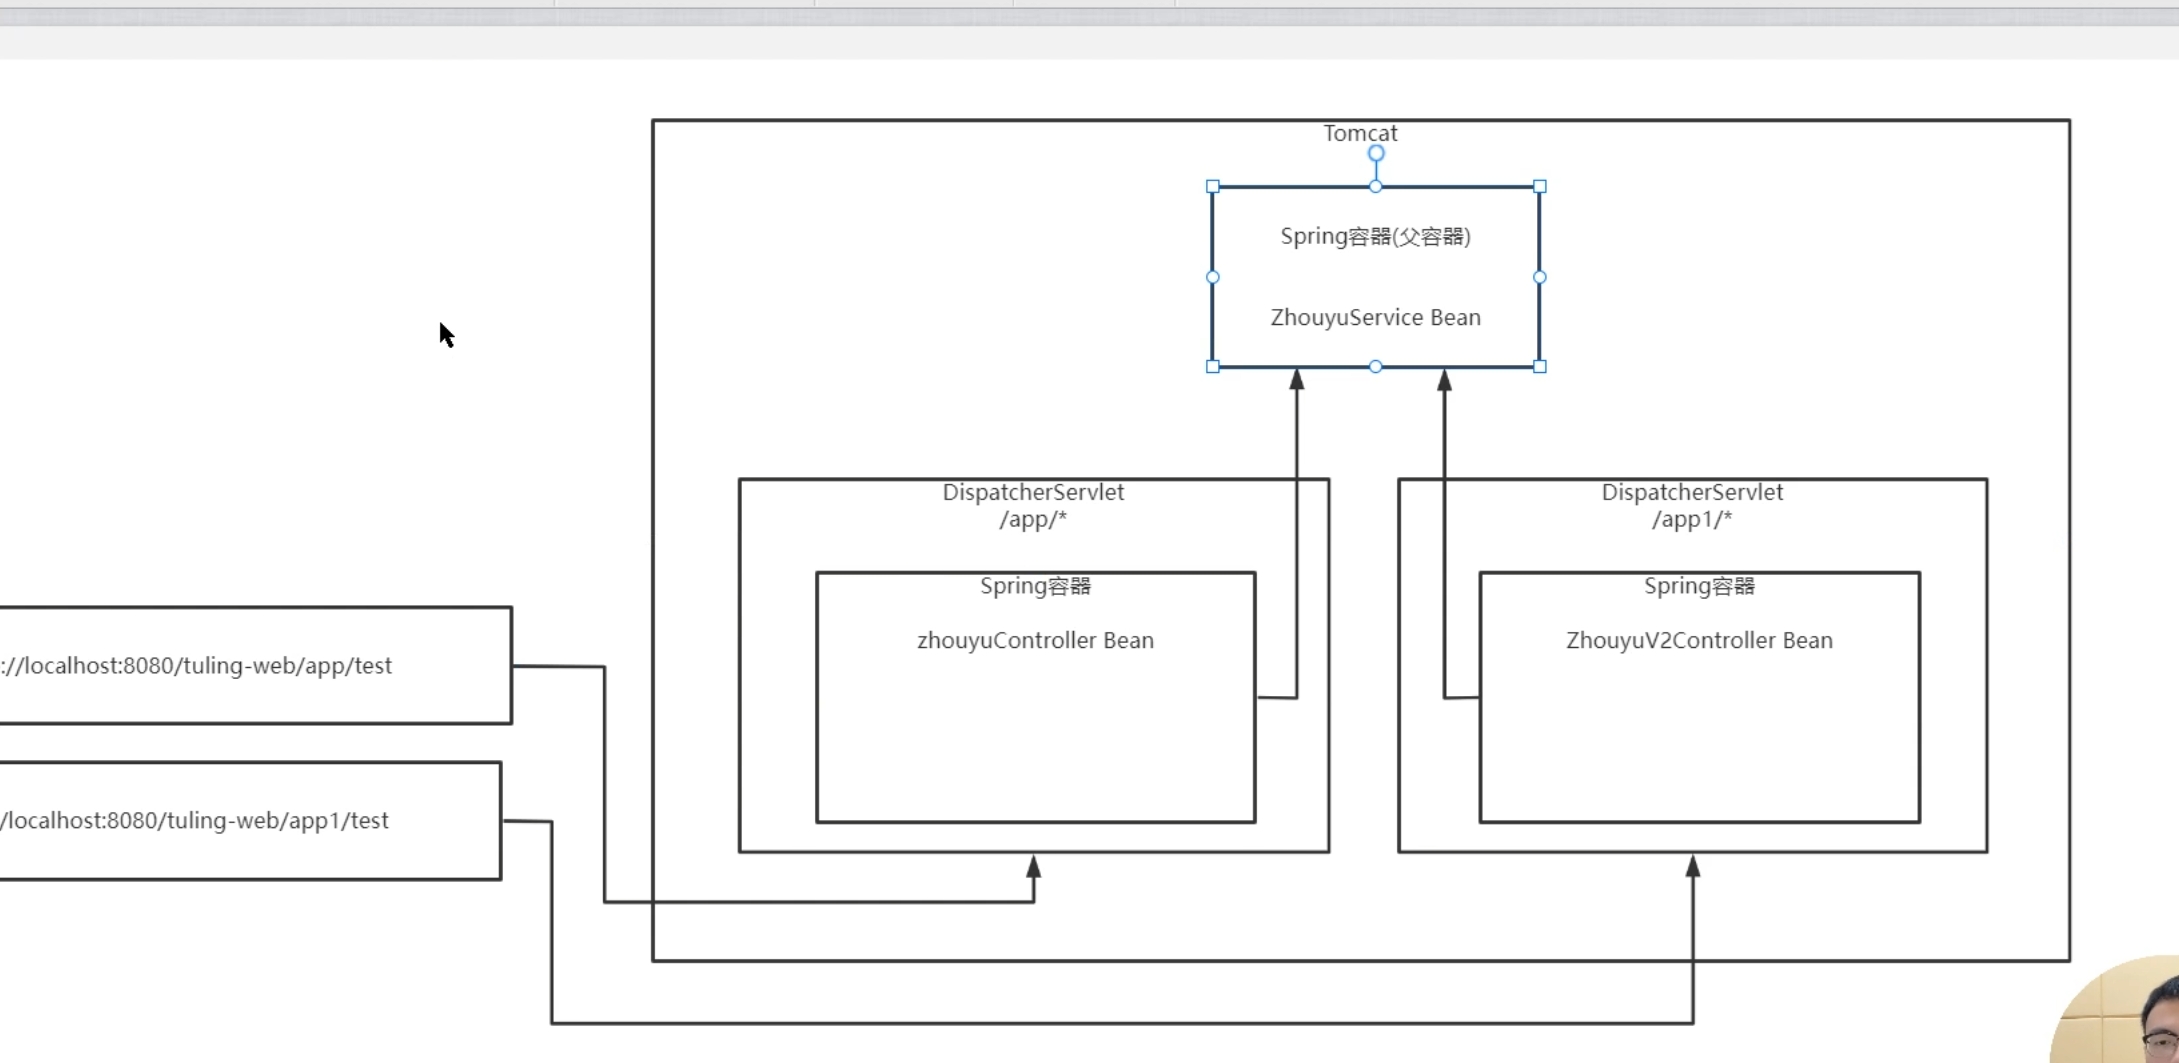 Tomcat
Spring容器(父容器)
ZhouyuService Bean
DispatcherServlet
/app/*
Spring容器
zhouyuController Bean
DispatcherServlet
/app1/*
Spring容器
ZhouyuV2Controller Bean
://localhost:8080/tuling-web/app/test
/localhost:8080/tuling-web/app1/test